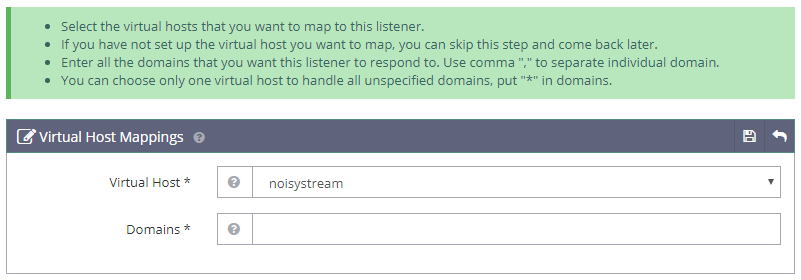 Select the virtual hosts that you want to map to this listener.
If you have not set up the virtual host you want to map, you can skip this step and come back later.
Enter all the domains that you want this listener to respond to. Use comma "," to separate individual domain.
You can choose only one virtual host to handle all unspecified domains, put "*" in domains.
Virtual Host Mappings
Virtual Host *
noisystream
Domains *